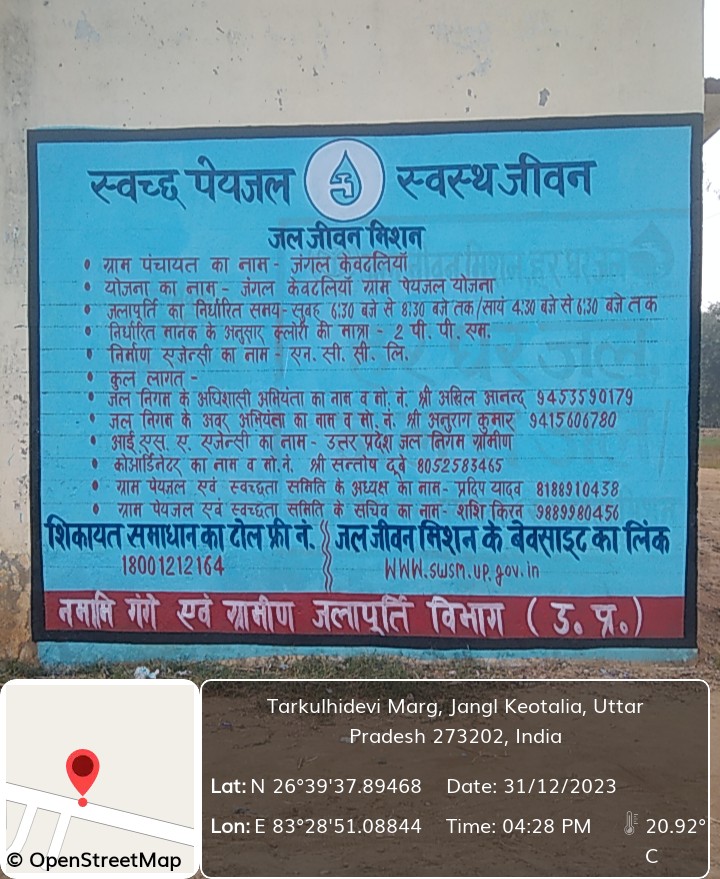 स्वच्छ पेयजल स्वस्थ जीवन
जल जीवन मिशन
• ग्राम पंचायत का नाम - जंगल केवटलियाँ
• योजना का नाम - जंगल केवटलियाँ ग्राम पेयजल योजना
• जलापूर्ति का निर्धारित समय - सुबह 6:30 बजे से 8:30 बजे तक/सायं 4:30 बजे से 6:30 बजे तक
• निर्धारित मानक के अनुसार क्लोरी की मात्रा - 2 पी. पी. एम.
• निर्माण एजेन्सी का नाम - एन. सी. सी. लि.
• कुल लागत -
• जल निगम के अधिशासी अभियंता का नाम व मो. नं. श्री अखिल आनन्द 9453590179
• जल निगम के अवर अभियंता का नाम व मो. नं. श्री अनुराग कुमार 9415606780
• आई एस. ए. एजेन्सी का नाम - उत्तर प्रदेश जल निगम ग्रामीण
• कोआर्डिनेटर का नाम व मो. नं. श्री सन्तोष दूबे 8052583465
• ग्राम पेयजल एवं स्वच्छता समिति के अध्यक्ष का नाम - प्रदिप यादव 8188910438
• ग्राम पेयजल एवं स्वच्छता समिति के सचिव का नाम - शशि किरन 9889980456
शिकायत समाधान का टोल फ्री नं. जल जीवन मिशन के बेवसाइट का लिंक
18001212164 WWW.swsm.up.gov.in
नमामि गंगे एवं ग्रामीण जलापूर्ति विभाग ( उ. प्र. )
Tarkulhidevi Marg, Jangl Keotalia, Uttar
Pradesh 273202, India
Lat: N 26°39'37.89468 Date: 31/12/2023
Lon: E 83°28'51.08844 Time: 04:28 PM 20.92°
C
© OpenStreetMap